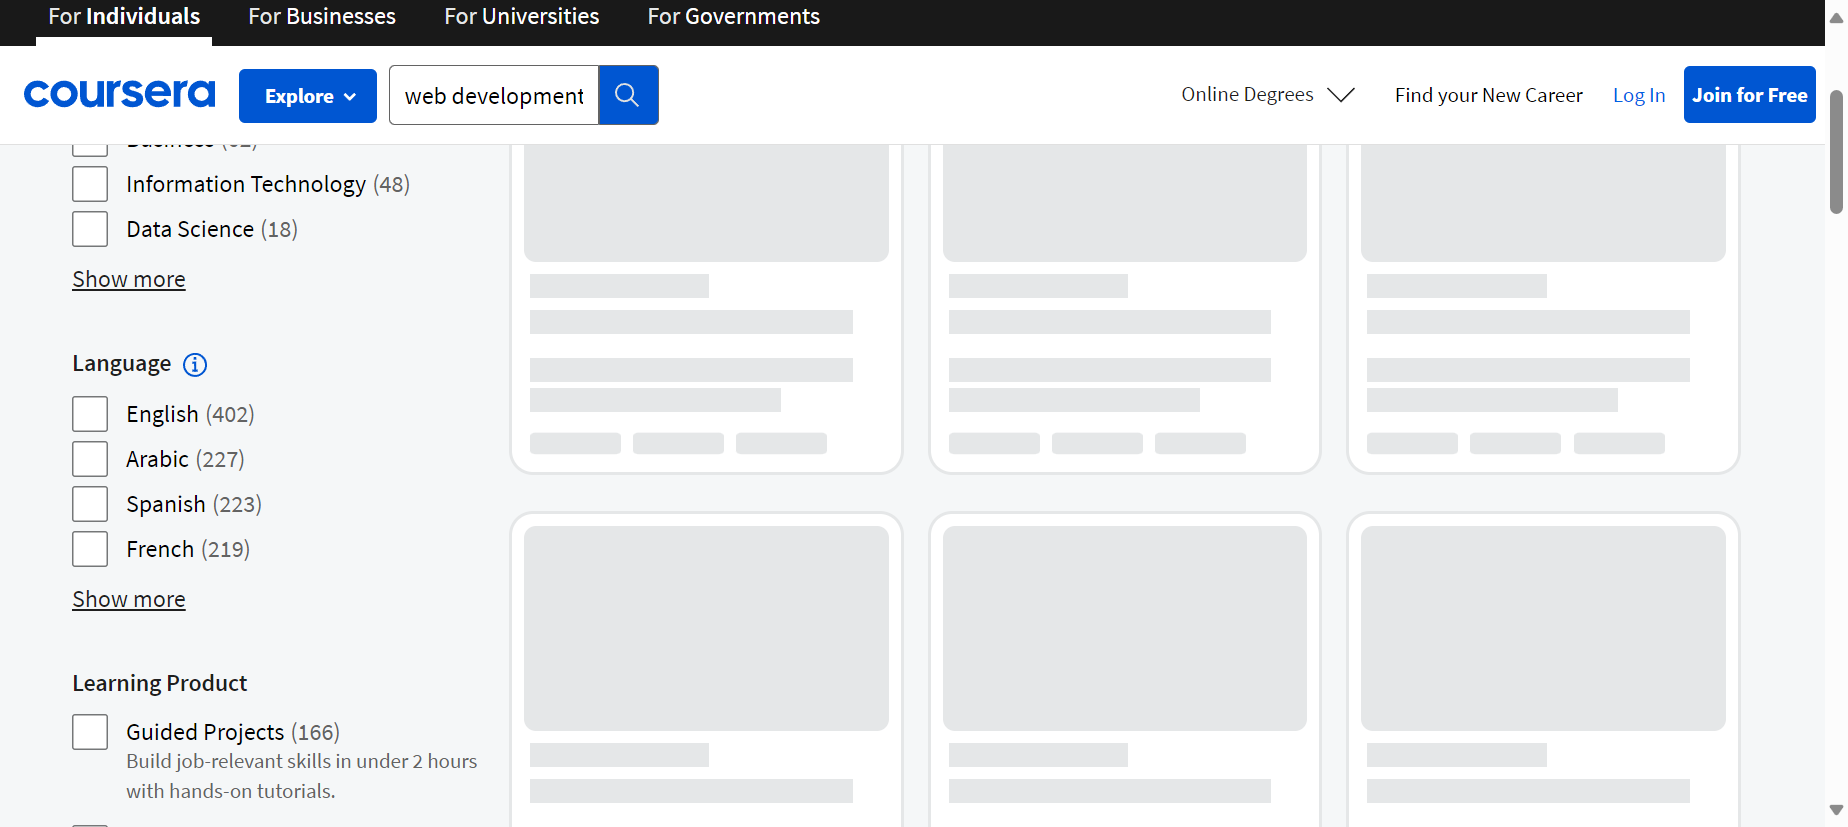 For Individuals For Businesses For Universities For Governments
coursera Explore web development Online Degrees Find your New Career Log In Join for Free
Information Technology (48)
Data Science (18)
Show more
Language
English (402)
Arabic (227)
Spanish (223)
French (219)
Show more
Learning Product
Guided Projects (166)
Build job-relevant skills in under 2 hours
with hands-on tutorials.